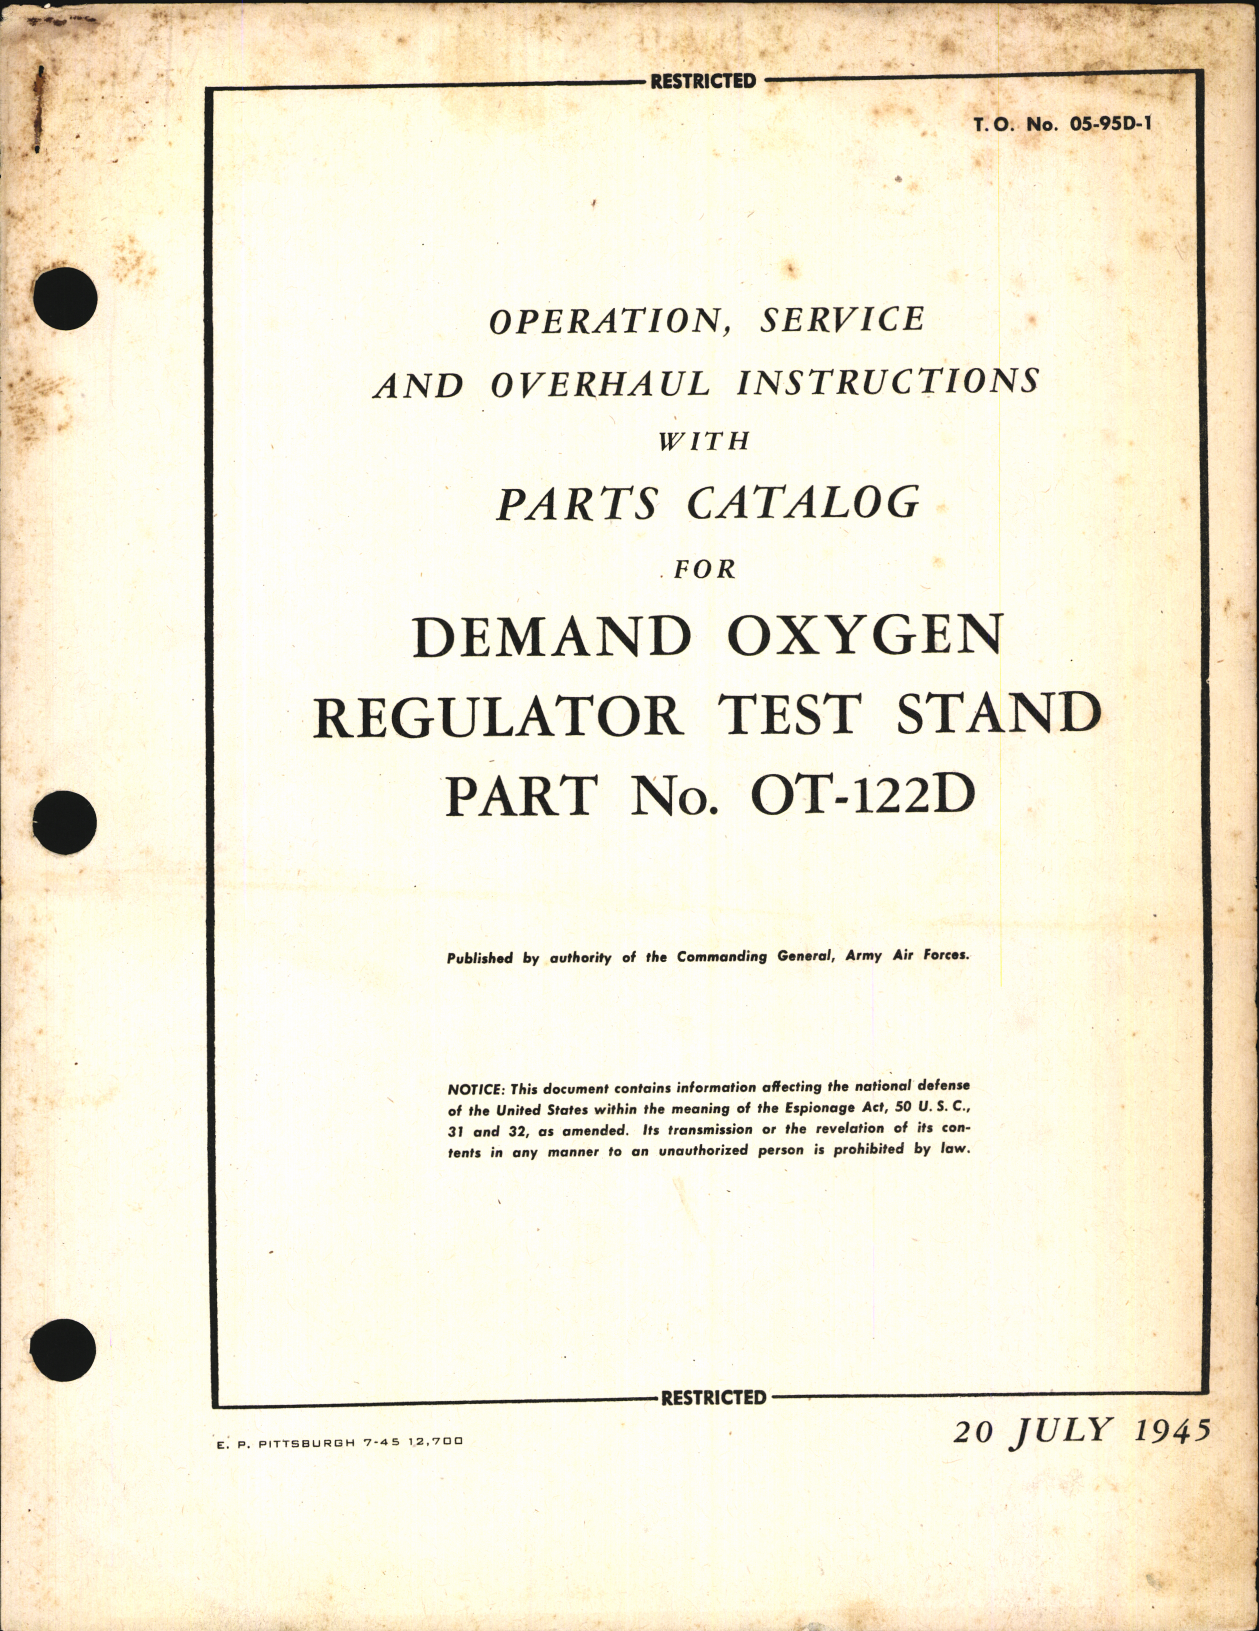 RESTRICTED
T. O. No. 05-95D-1
OPERATION, SERVICE
AND OVERHAUL INSTRUCTIONS
WITH
PARTS CATALOG
FOR
DEMAND OXYGEN
REGULATOR TEST STAND
PART No. OT-122D
Published by authority of the Commanding General, Army Air Forces.
NOTICE: This document contains information affecting the national defense
of the United States within the meaning of the Espionage Act, 50 U. S. C.,
31 and 32, as amended. Its transmission or the revelation of its con-
tents in any manner to an unauthorized person is prohibited by law.
RESTRICTED
E. P. PITTSBURGH 7-45 12,700
20 JULY 1945